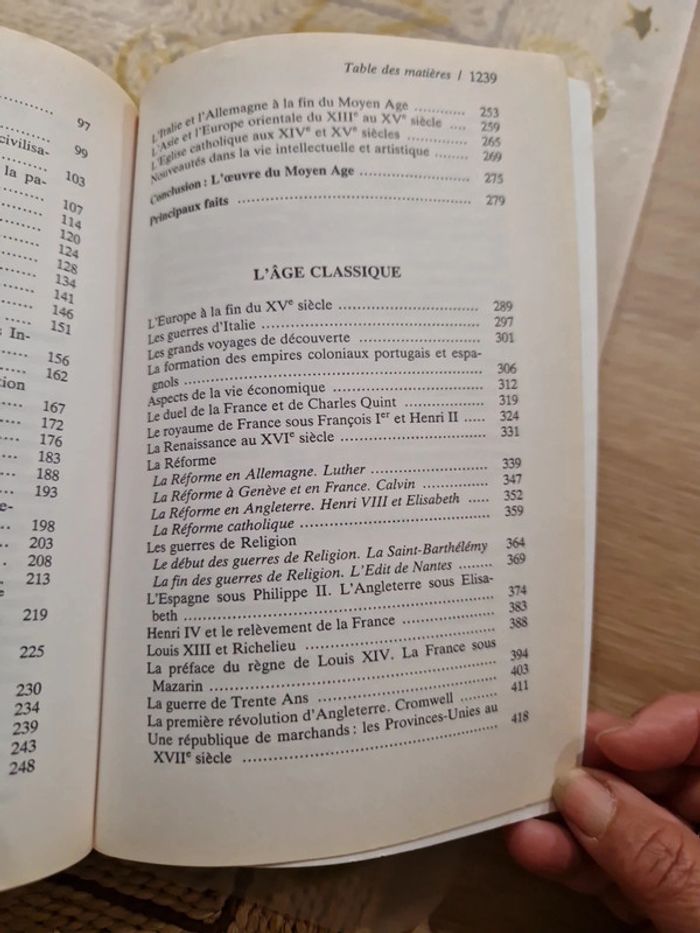 97
civilisa-
99
la pa-
103
107
114
120
124
128
134
141
146
151
s In-
156
162
tion
167
172
176
183
188
193
e-
198
203
208
213
219
225
230
234
239
243
248
Table des matières / 1239
L'Italie et l'Allemagne à la fin du Moyen Age ............ 253
L'Asie et l'Europe orientale du XIIIe au XVe siècle .... 259
L'Eglise catholique aux XIVe et XVe siècles ............ 265
Nouveautés dans la vie intellectuelle et artistique ........ 269
Conclusion : L'œuvre du Moyen Age ................ 275
Principaux faits ................ 279
L'ÂGE CLASSIQUE
L'Europe à la fin du XVe siècle ................ 289
Les guerres d'Italie ................ 297
Les grands voyages de découverte ................ 301
La formation des empires coloniaux portugais et espa-
gnols ................ 306
Aspects de la vie économique ................ 312
Le duel de la France et de Charles Quint ................ 319
Le royaume de France sous François Ier et Henri II ..... 324
La Renaissance au XVIe siècle ................ 331
La Réforme
La Réforme en Allemagne. Luther ................ 339
La Réforme à Genève et en France. Calvin ............ 347
La Réforme en Angleterre. Henri VIII et Elisabeth ..... 352
La Réforme catholique ................ 359
Les guerres de Religion
Le début des guerres de Religion. La Saint-Barthélémy 364
La fin des guerres de Religion. L'Edit de Nantes ........ 369
L'Espagne sous Philippe II. L'Angleterre sous Elisa-
beth ................ 374
Henri IV et le relèvement de la France ................ 383
Louis XIII et Richelieu ................ 388
La préface du règne de Louis XIV. La France sous
Mazarin ................ 394
La guerre de Trente Ans ................ 403
La première révolution d'Angleterre. Cromwell ......... 411
Une république de marchands : les Provinces-Unies au
XVIIe siècle ................ 418